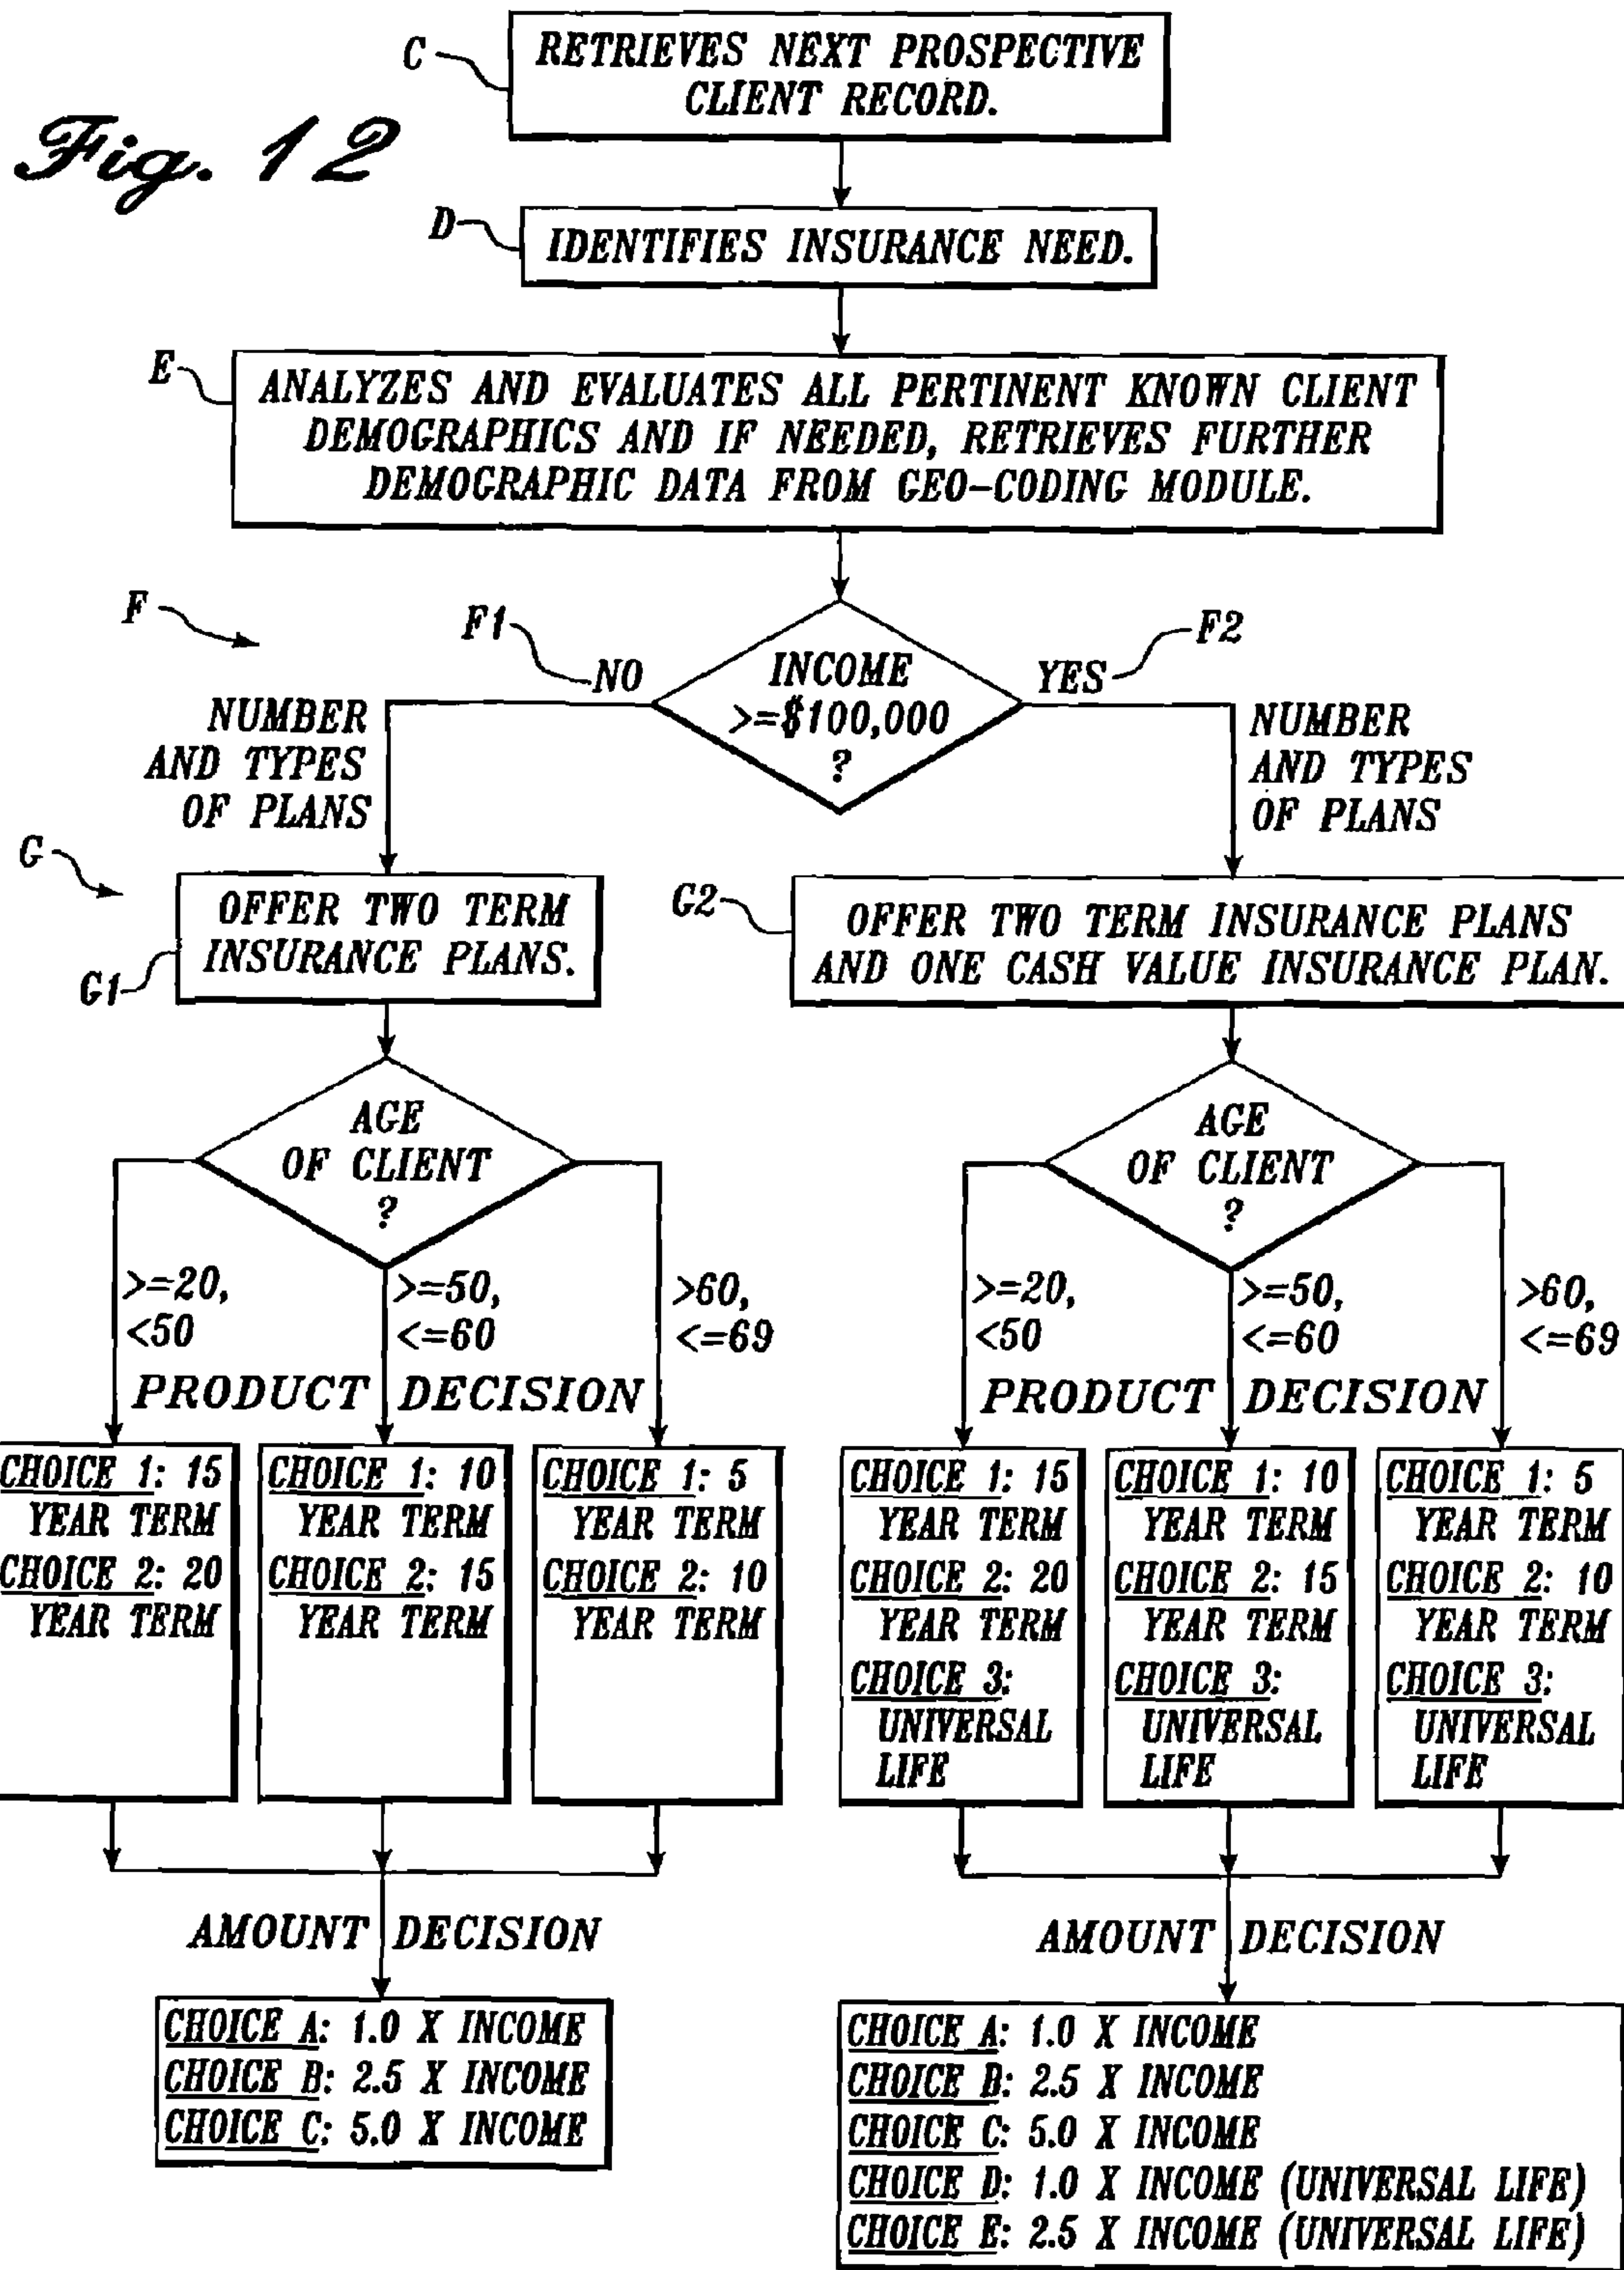 Fig. 12
C
RETRIEVES NEXT PROSPECTIVE
CLIENT RECORD.
D
IDENTIFIES INSURANCE NEED.
E
ANALYZES AND EVALUATES ALL PERTINENT KNOWN CLIENT
DEMOGRAPHICS AND IF NEEDED, RETRIEVES FURTHER
DEMOGRAPHIC DATA FROM GEO-CODING MODULE.
F
F1
NO
INCOME
>=$100,000
?
YES
F2
NUMBER
AND TYPES
OF PLANS
NUMBER
AND TYPES
OF PLANS
G
G1
OFFER TWO TERM
INSURANCE PLANS.
G2
OFFER TWO TERM INSURANCE PLANS
AND ONE CASH VALUE INSURANCE PLAN.
AGE
OF CLIENT
?
>=20,
<50
>=50,
<=60
>60,
<=69
PRODUCT DECISION
CHOICE 1: 15
YEAR TERM
CHOICE 2: 20
YEAR TERM
CHOICE 1: 10
YEAR TERM
CHOICE 2: 15
YEAR TERM
CHOICE 1: 5
YEAR TERM
CHOICE 2: 10
YEAR TERM
AMOUNT DECISION
CHOICE A: 1.0 X INCOME
CHOICE B: 2.5 X INCOME
CHOICE C: 5.0 X INCOME
AGE
OF CLIENT
?
>=20,
<50
>=50,
<=60
>60,
<=69
PRODUCT DECISION
CHOICE 1: 15
YEAR TERM
CHOICE 2: 20
YEAR TERM
CHOICE 3:
UNIVERSAL
LIFE
CHOICE 1: 10
YEAR TERM
CHOICE 2: 15
YEAR TERM
CHOICE 3:
UNIVERSAL
LIFE
CHOICE 1: 5
YEAR TERM
CHOICE 2: 10
YEAR TERM
CHOICE 3:
UNIVERSAL
LIFE
AMOUNT DECISION
CHOICE A: 1.0 X INCOME
CHOICE B: 2.5 X INCOME
CHOICE C: 5.0 X INCOME
CHOICE D: 1.0 X INCOME (UNIVERSAL LIFE)
CHOICE E: 2.5 X INCOME (UNIVERSAL LIFE)